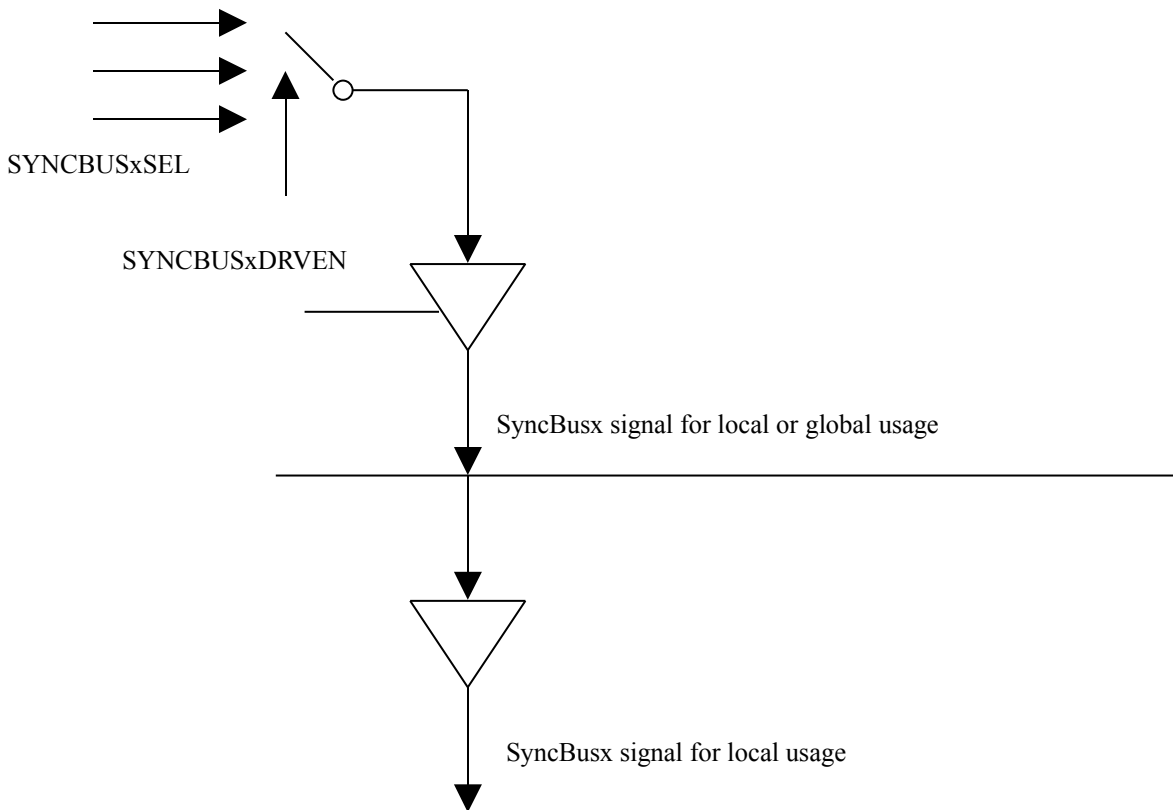 SYNCBUSxSEL
SYNCBUSxDRVEN
SyncBusx signal for local or global usage
SyncBusx signal for local usage